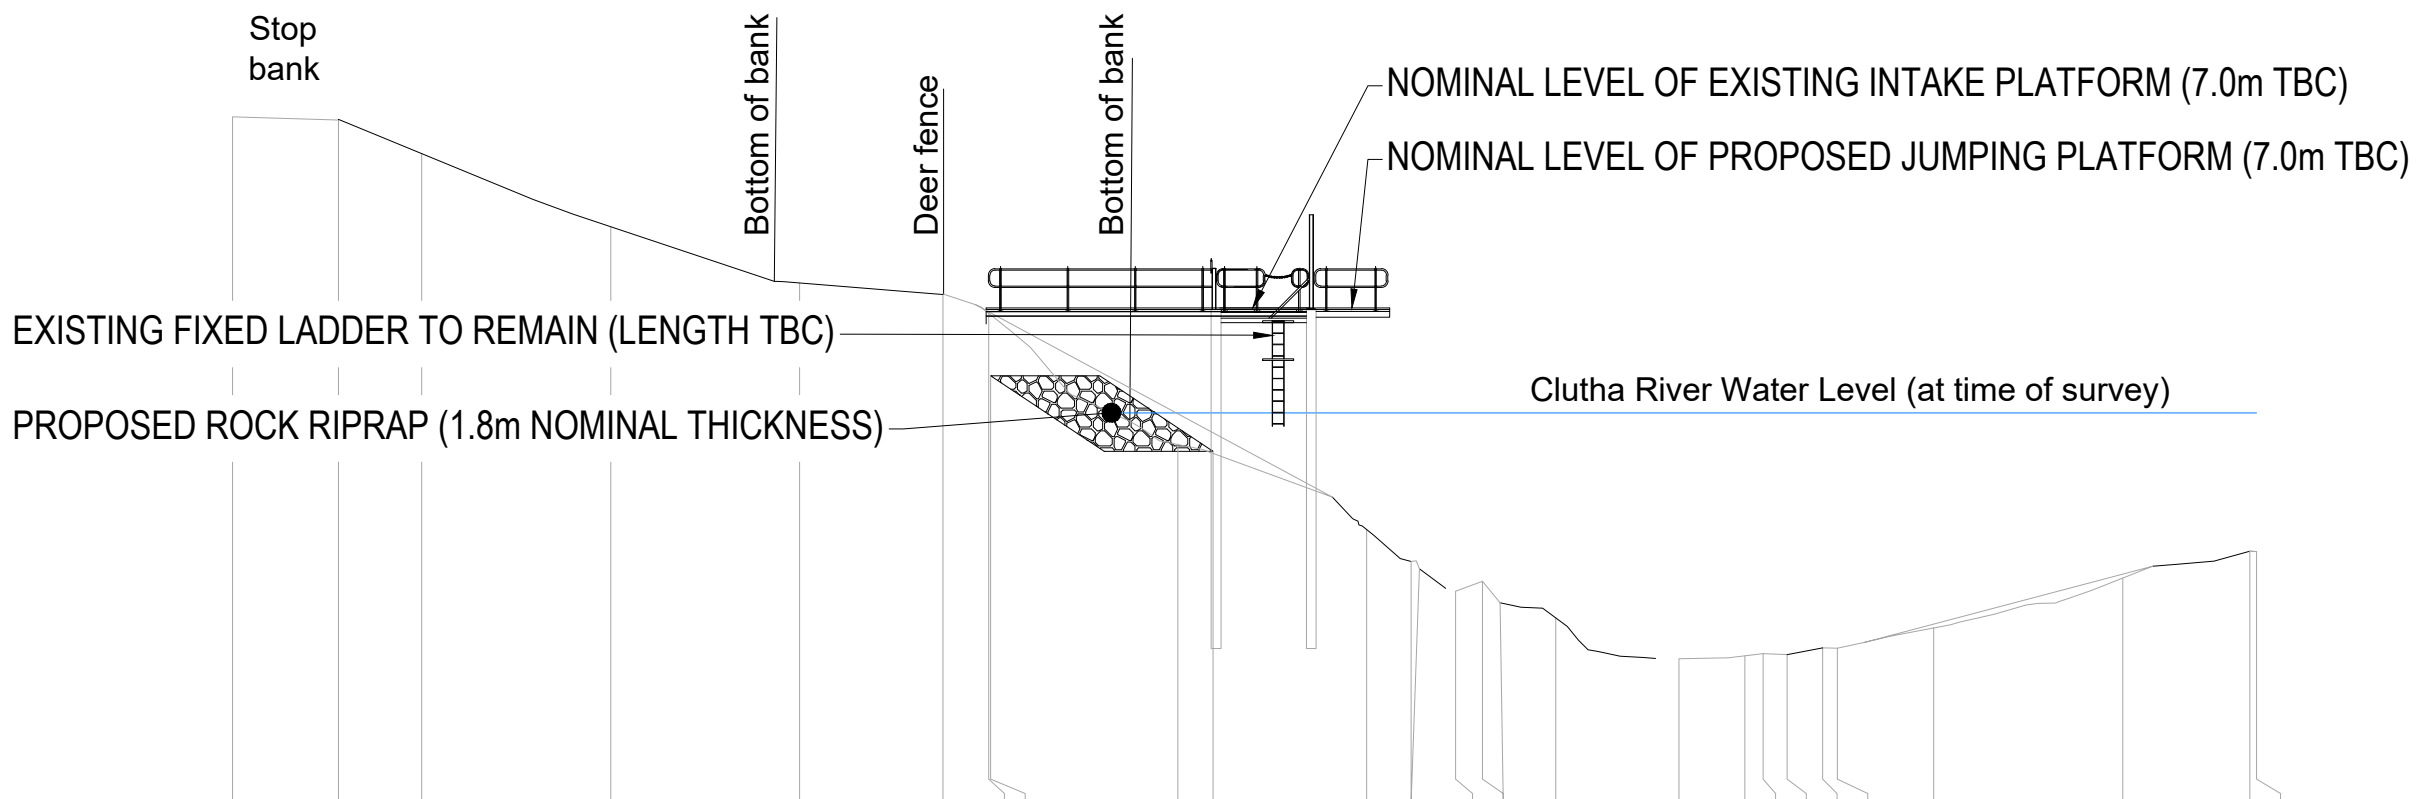 Stop
bank
Bottom of bank
Deer fence
Bottom of bank
NOMINAL LEVEL OF EXISTING INTAKE PLATFORM (7.0m TBC)
NOMINAL LEVEL OF PROPOSED JUMPING PLATFORM (7.0m TBC)
EXISTING FIXED LADDER TO REMAIN (LENGTH TBC)
Clutha River Water Level (at time of survey)
PROPOSED ROCK RIPRAP (1.8m NOMINAL THICKNESS)